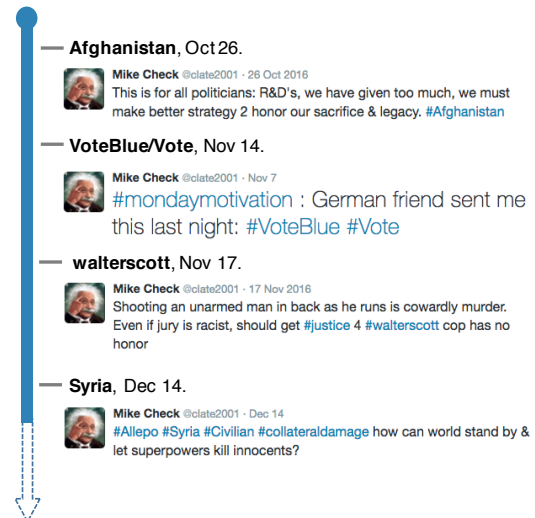 Afghanistan, Oct 26.
Mike Check @clate2001 · 26 Oct 2016
This is for all politicians: R&D's, we have given too much, we must
make better strategy 2 honor our sacrifice & legacy. #Afghanistan
VoteBlue/Vote, Nov 14.
Mike Check @clate2001 · Nov 7
#mondaymotivation : German friend sent me
this last night: #VoteBlue #Vote
walterscott, Nov 17.
Mike Check @clate2001 · 17 Nov 2016
Shooting an unarmed man in back as he runs is cowardly murder.
Even if jury is racist, should get #justice 4 #walterscott cop has no
honor
Syria, Dec 14.
Mike Check @clate2001 · Dec 14
#Allepo #Syria #Civilian #collateraldamage how can world stand by &
let superpowers kill innocents?